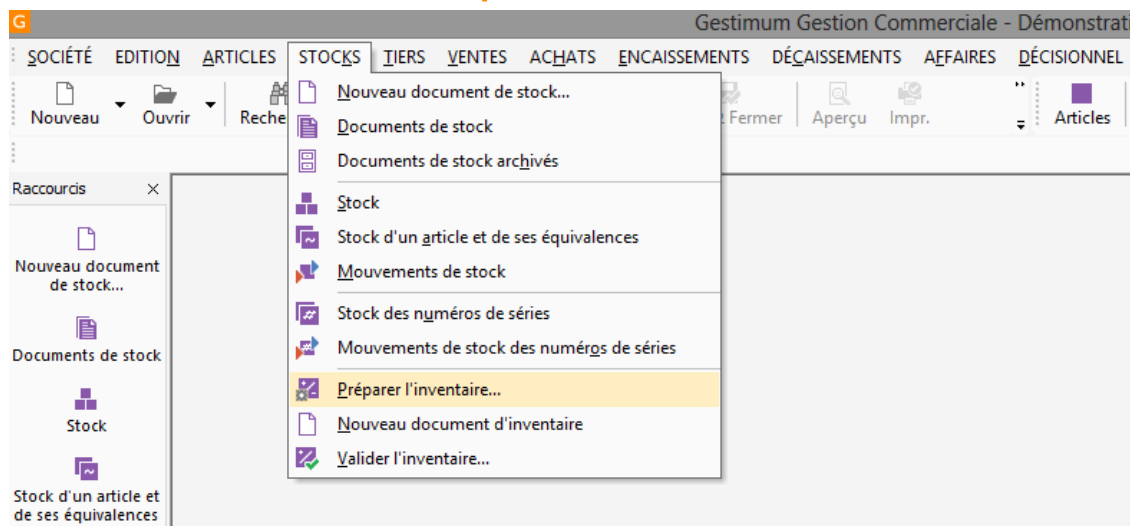 G
Gestimum Gestion Commerciale - Démonstrati
SOCIÉTÉ EDITION ARTICLES STOCKS TIERS VENTES ACHATS ENCAISSEMENTS DÉCAISSEMENTS AFFAIRES DÉCISIONNEL
Nouveau Ouvrir Reche Fermer Aperçu Impr. Articles
Nouveau document de stock...
Documents de stock
Documents de stock archivés
Stock
Stock d'un article et de ses équivalences
Mouvements de stock
Stock des numéros de séries
Mouvements de stock des numéros de séries
Préparer l'inventaire...
Nouveau document d'inventaire
Valider l'inventaire...
Raccourcis
Nouveau document
de stock...
Documents de stock
Stock
Stock d'un article et
de ses équivalences